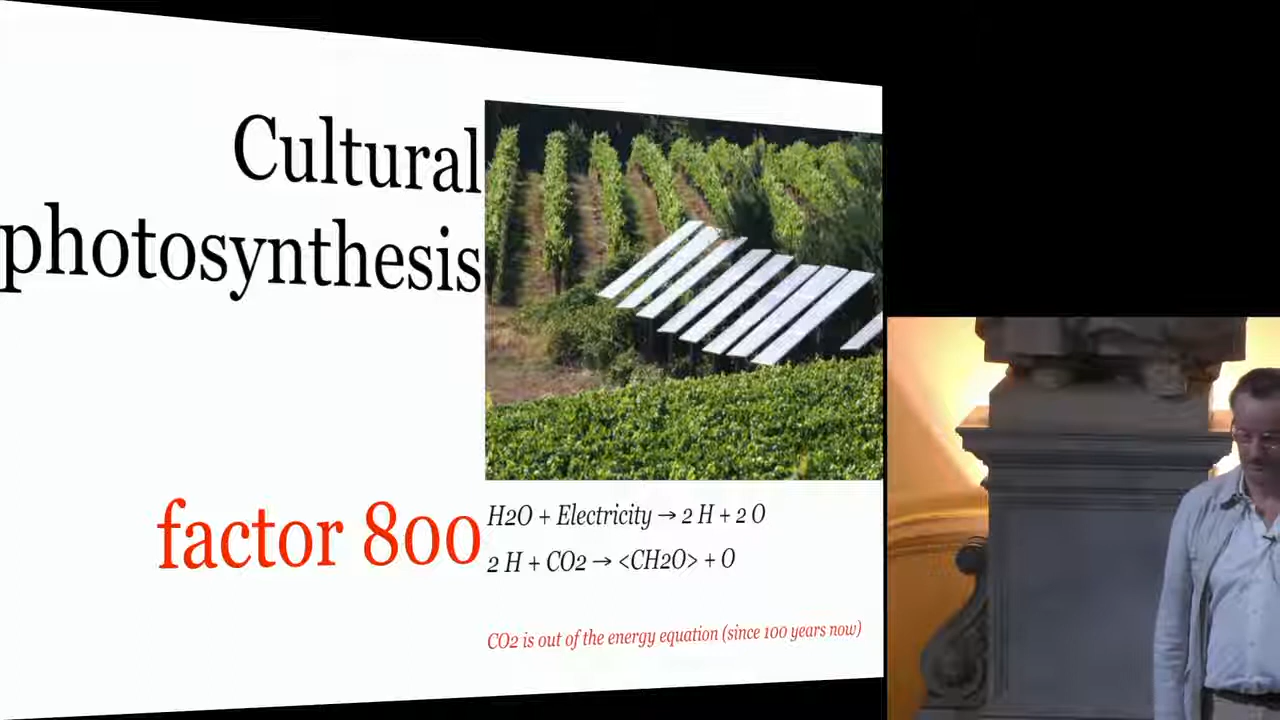 Cultural
photosynthesis
factor 800
H2O + Electricity → 2 H + 2 O
2 H + CO2 → <CH2O> + O
CO2 is out of the energy equation (since 100 years now)